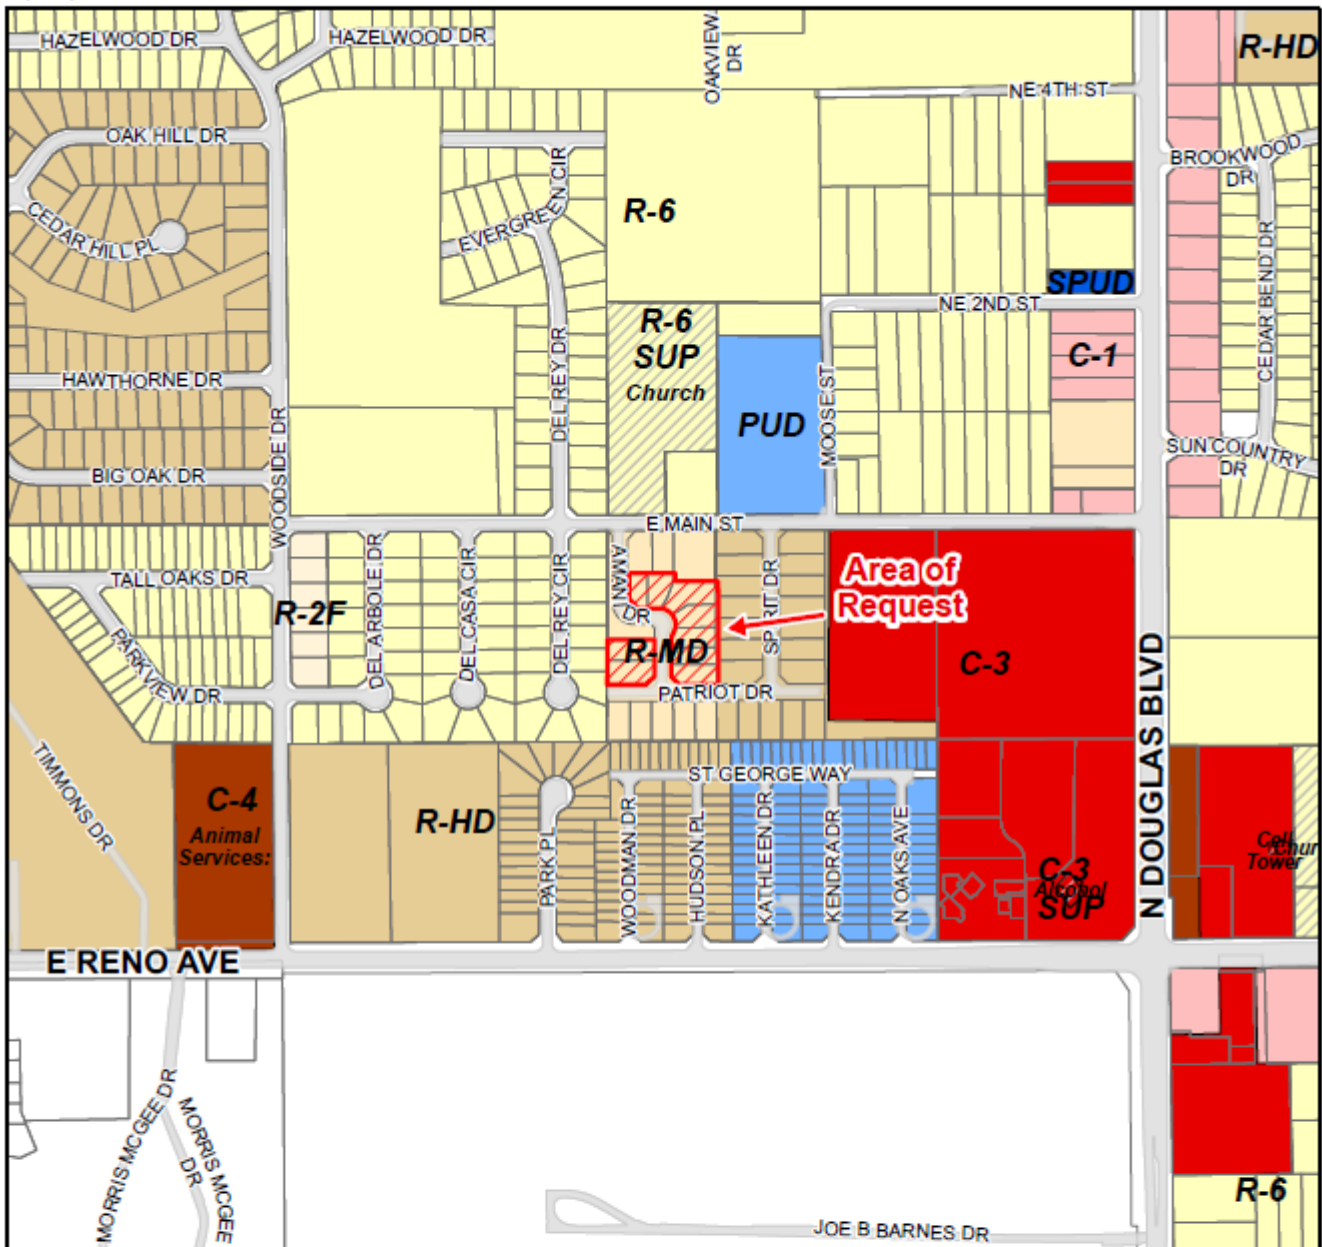 HAZELWOOD DR
HAZELWOOD DR
OAKVIEW
DR
R-HD
NE 4TH ST
OAK HILL DR
BROOKWOOD
DR
CEDAR HILL PL
EVERGREEN CIR
R-6
CEDAR BEND DR
SPUD
NE 2ND ST
R-6
SUP
Church
C-1
HAWTHORNE DR
DEL REY DR
MOOSE ST
PUD
WOODSIDE DR
SUN COUNTRY
DR
BIG OAK DR
E MAIN ST
TALL OAKS DR
R-2F
DEL ARBOLE DR
DEL CASA CIR
DEL REY CIR
AMAN
DR
SPIRIT DR
Area of
Request
R-MD
C-3
PARKVIEW DR
PATRIOT DR
N DOUGLAS BLVD
TIMMONS DR
C-4
Animal
Services:
R-HD
ST GEORGE WAY
PARK PL
WOODMAN DR
HUDSON PL
KATHLEEN DR
KENDRA DR
N OAKS AVE
C-3
Alcohol
SUP
Cell
Tower
Chur
E RENO AVE
MORRIS MCGEE DR
MORRIS MCGEE
DR
R-6
JOE B BARNES DR